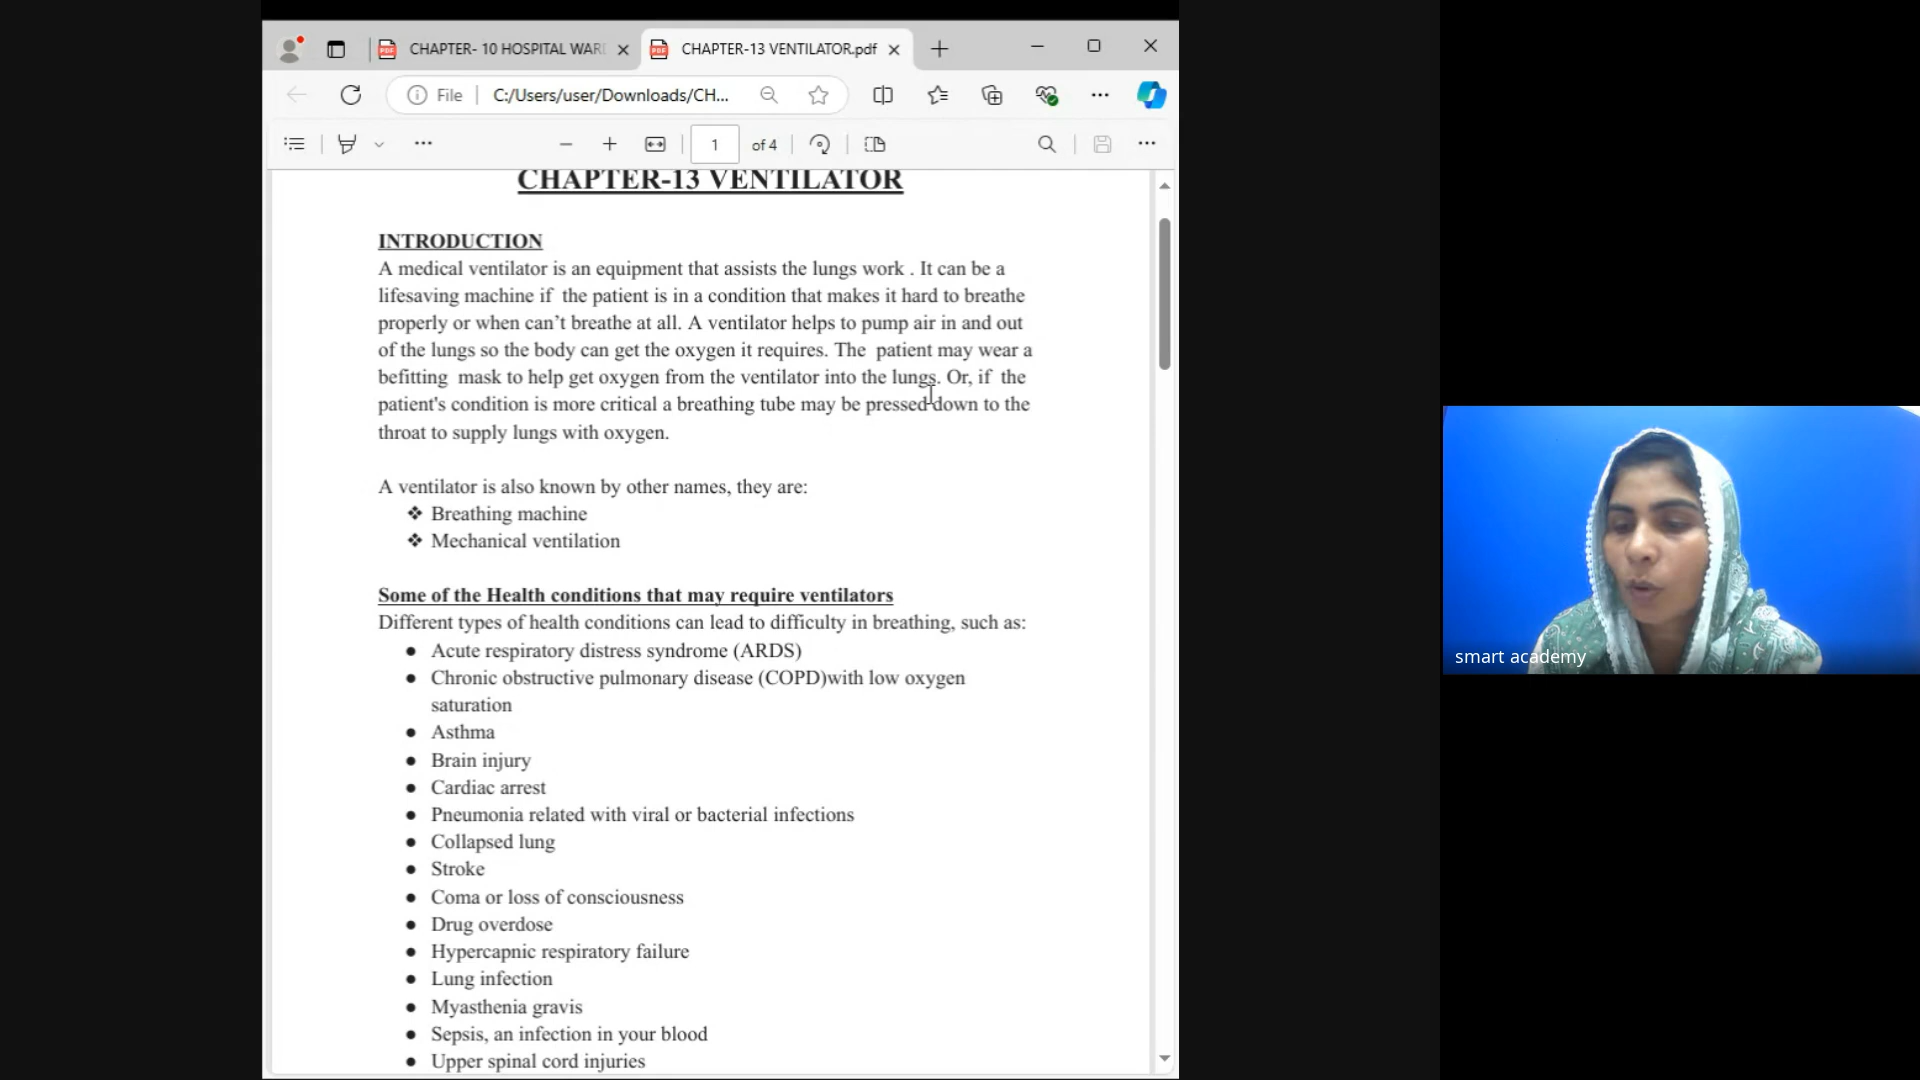 CHAPTER- 10 HOSPITAL WAR
CHAPTER-13 VENTILATOR.pdf
File
C:/Users/user/Downloads/CH...
1
of 4
CHAPTER-13 VENTILATOR
INTRODUCTION
A medical ventilator is an equipment that assists the lungs work . It can be a
lifesaving machine if the patient is in a condition that makes it hard to breathe
properly or when can’t breathe at all. A ventilator helps to pump air in and out
of the lungs so the body can get the oxygen it requires. The patient may wear a
befitting mask to help get oxygen from the ventilator into the lungs. Or, if the
patient's condition is more critical a breathing tube may be pressed down to the
throat to supply lungs with oxygen.
A ventilator is also known by other names, they are:
❖ Breathing machine
❖ Mechanical ventilation
Some of the Health conditions that may require ventilators
Different types of health conditions can lead to difficulty in breathing, such as:
● Acute respiratory distress syndrome (ARDS)
● Chronic obstructive pulmonary disease (COPD)with low oxygen
saturation
● Asthma
● Brain injury
● Cardiac arrest
● Pneumonia related with viral or bacterial infections
● Collapsed lung
● Stroke
● Coma or loss of consciousness
● Drug overdose
● Hypercapnic respiratory failure
● Lung infection
● Myasthenia gravis
● Sepsis, an infection in your blood
● Upper spinal cord injuries
smart academy